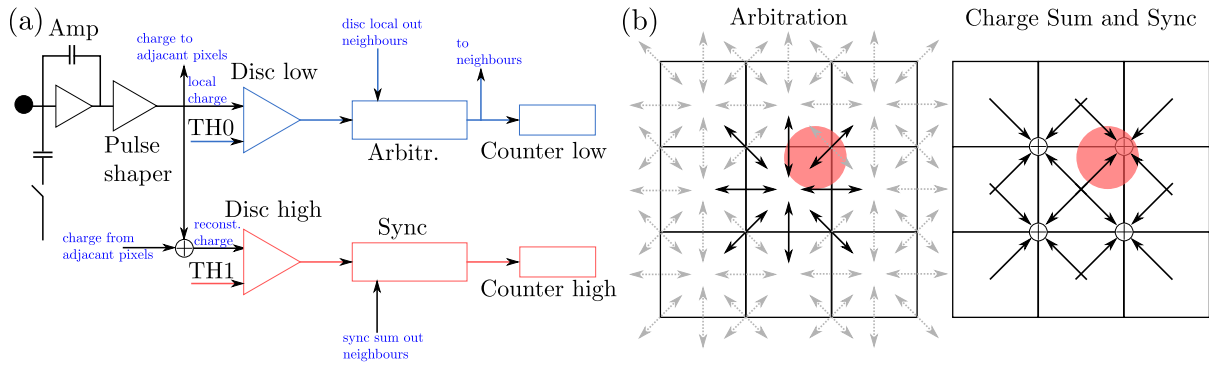 (a)
Amp
charge to
adjacant pixels
disc local out
neighbours
to
neighbours
Disc low
local
charge
TH0
Pulse
shaper
Arbitr.
Counter low
Disc high
Sync
reconst.
charge
charge from
adjacant pixels
TH1
Counter high
sync sum out
neighbours
(b)
Arbitration
Charge Sum and Sync